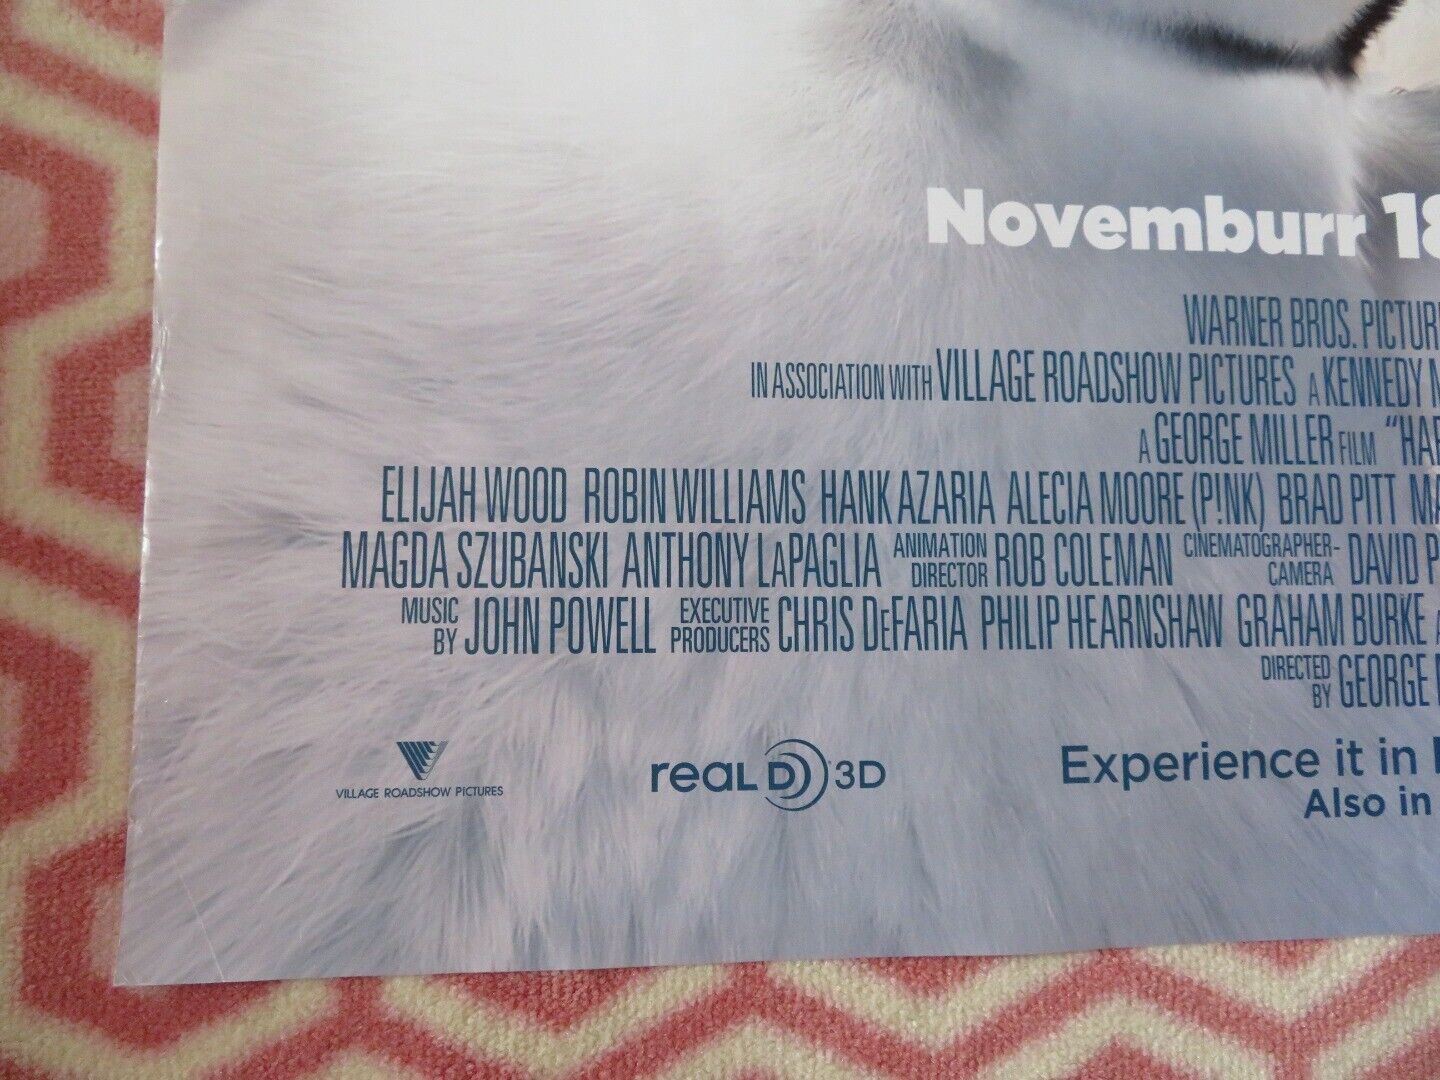 Novemburr 18
WARNER BROS.
IN ASSOCIATION WITH VILLAGE ROADSHOW PICTURES A KENNEDY
A GEORGE MILLER FILM
ELIJAH WOOD ROBIN WILLIAMS HANK AZARIA ALECIA MOORE (P!NK) BRAD PITT
MAGDA SZUBANSKI ANTHONY LaPAGLIA ANIMATION DIRECTOR ROB COLEMAN CINEMATOGRAPHER-CAMERA DAVID
MUSIC BY JOHN POWELL EXECUTIVE PRODUCERS CHRIS DeFARIA PHILIP HEARNSHAW GRAHAM BURKE
DIRECTED BY GEORGE
VILLAGE ROADSHOW PICTURES
REAL D 3D
Experience it in
Also in